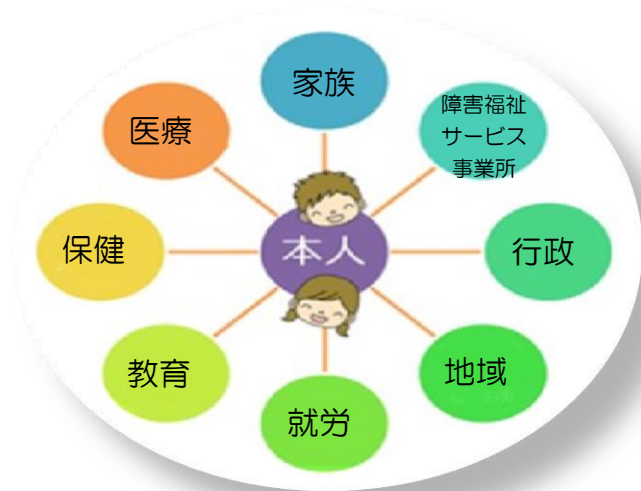 家族
障害福祉
サービス
事業所
医療
本人
保健
行政
教育
地域
就労